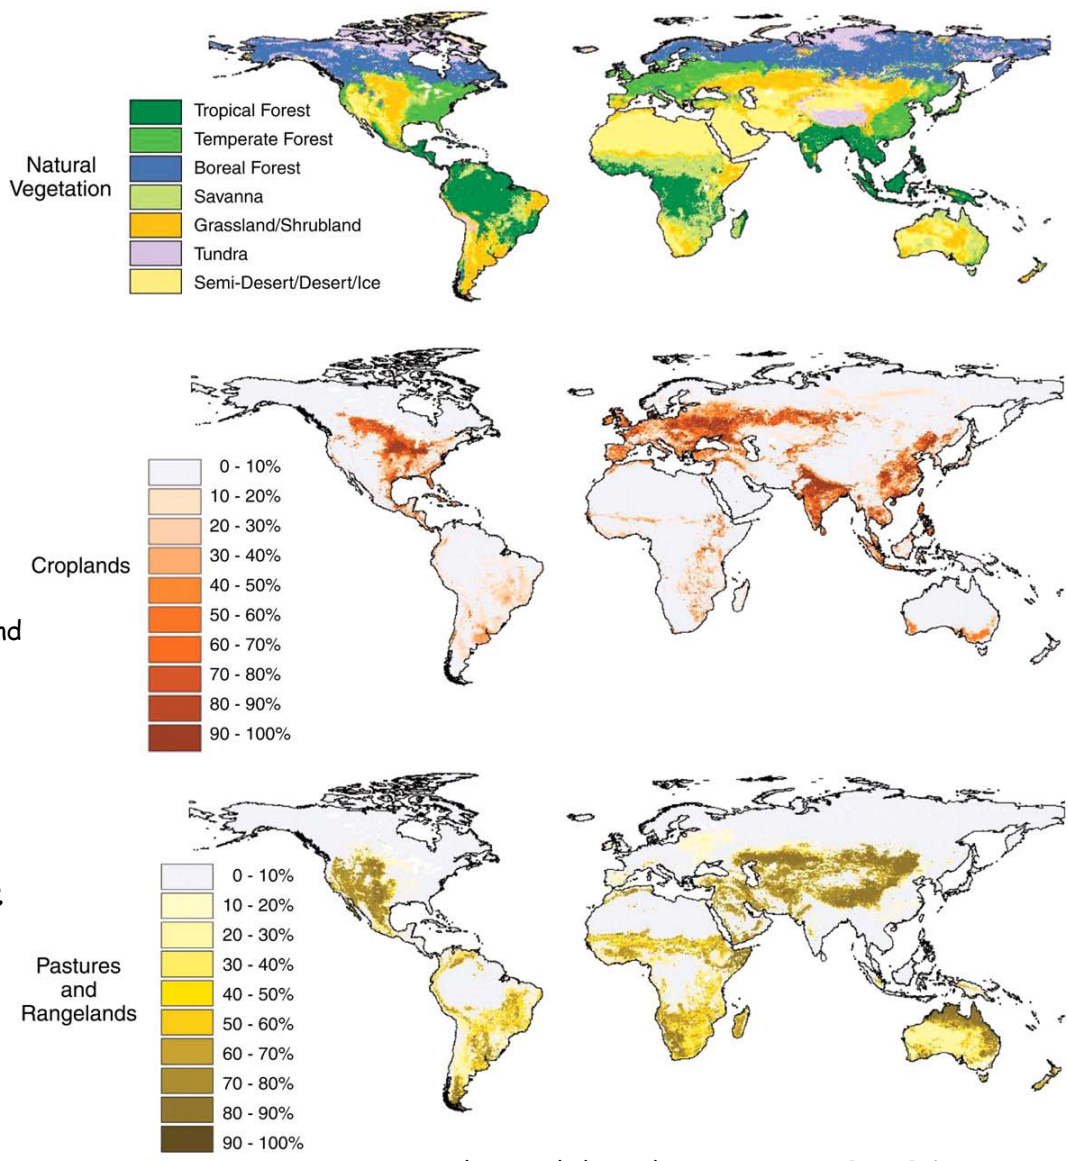 Natural
Vegetation
Tropical Forest
Temperate Forest
Boreal Forest
Savanna
Grassland/Shrubland
Tundra
Semi-Desert/Desert/Ice
Croplands
0 - 10%
10 - 20%
20 - 30%
30 - 40%
40 - 50%
50 - 60%
60 - 70%
70 - 80%
80 - 90%
90 - 100%
nd
Pastures
and
Rangelands
0 - 10%
10 - 20%
20 - 30%
30 - 40%
40 - 50%
50 - 60%
60 - 70%
70 - 80%
80 - 90%
90 - 100%